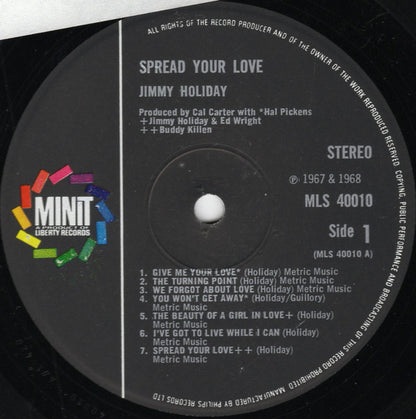 ALL RIGHTS OF THE RECORD PRODUCER AND OF THE OWNER OF THE WORK REPRODUCED RESERVED. COPYING, PUBLIC PERFORMANCE AND BROADCASTING OF THIS RECORD PROHIBITED
MANUFACTURED BY PHILIPS RECORDS LTD
SPREAD YOUR LOVE
JIMMY HOLIDAY
Produced by Cal Carter with *Hal Pickens
+Jimmy Holiday & Ed Wright
++Buddy Killen
STEREO
℗ 1967 & 1968
MLS 40010
Side 1
(MLS 40010 A)
MINIT
A PRODUCT OF
LIBERTY RECORDS
1. GIVE ME YOUR LOVE* (Holiday) Metric Music
2. THE TURNING POINT (Holiday) Metric Music
3. WE FORGOT ABOUT LOVE (Holiday) Metric Music
4. YOU WON'T GET AWAY* (Holiday/Guillory)
Metric Music
5. THE BEAUTY OF A GIRL IN LOVE+ (Holiday)
Metric Music
6. I'VE GOT TO LIVE WHILE I CAN (Holiday)
Metric Music
7. SPREAD YOUR LOVE++ (Holiday)
Metric Music